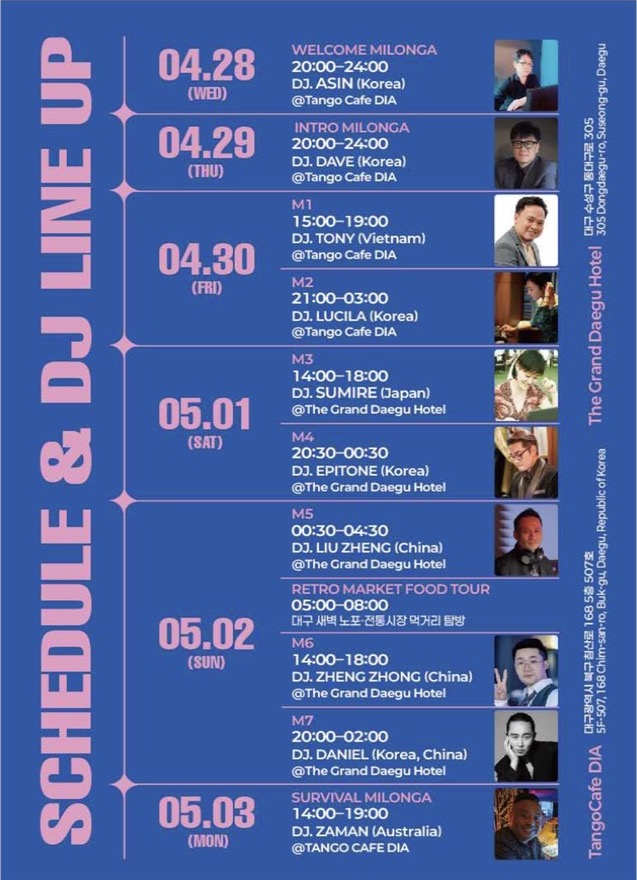 SCHEDULE & DJ LINE UP
04.28
(WED)
WELCOME MILONGA
20:00–24:00
DJ. ASIN (Korea)
@Tango Cafe DIA
04.29
(THU)
INTRO MILONGA
20:00–24:00
DJ. DAVE (Korea)
@Tango Cafe DIA
04.30
(FRI)
M1
15:00–19:00
DJ. TONY (Vietnam)
@Tango Cafe DIA
M2
21:00–03:00
DJ. LUCILA (Korea)
@Tango Cafe DIA
05.01
(SAT)
M3
14:00–18:00
DJ. SUMIRE (Japan)
@The Grand Daegu Hotel
M4
20:30–00:30
DJ. EPITONE (Korea)
@The Grand Daegu Hotel
05.02
(SUN)
M5
00:30–04:30
DJ. LIU ZHENG (China)
@The Grand Daegu Hotel
RETRO MARKET FOOD TOUR
05:00–08:00
대구 새벽 노포·전통시장 먹거리 탐방
M6
14:00–18:00
DJ. ZHENG ZHONG (China)
@The Grand Daegu Hotel
M7
20:00–02:00
DJ. DANIEL (Korea, China)
@The Grand Daegu Hotel
05.03
(MON)
SURVIVAL MILONGA
14:00–19:00
DJ. ZAMAN (Australia)
@TANGO CAFE DIA
The Grand Daegu Hotel
대구 수성구 동대구로 305
305 Dongdaegu-ro, Suseong-gu, Daegu
TangoCafe DIA
대구광역시 북구 침산로 168 5층 507호
5F-507, 168 Chim-san-ro, Buk-gu, Daegu, Republic of Korea